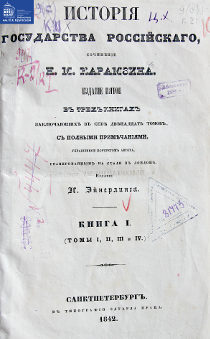 ИСТОРІЯ
ГОСУДАРСТВА РОССІЙСКАГО,
СОЧИНЕНІЕ
Н. М. КАРАМЗИНА.
ИЗДАНІЕ ПЯТОЕ
ВЪ ТРЕХЪ КНИГАХЪ
ЗАКЛЮЧАЮЩИХЪ ВЪ СЕБѢ ДВѢНАДЦАТЬ ТОМОВЪ,
СЪ ПОЛНЫМИ ПРИМѢЧАНІЯМИ,
УКРАШЕННОЕ ПОРТРЕТОМЪ АВТОРА,
ГРАВИРОВАННЫМЪ НА СТАЛИ ВЪ ЛОНДОНѢ.
И. Эйнерлинга.
КНИГА I.
(ТОМЫ I, II, III и IV.)
САНКТПЕТЕРБУРГЪ.
ВЪ ТИПОГРАФІИ ЭДУАРДА ПРАЦА.
1842.